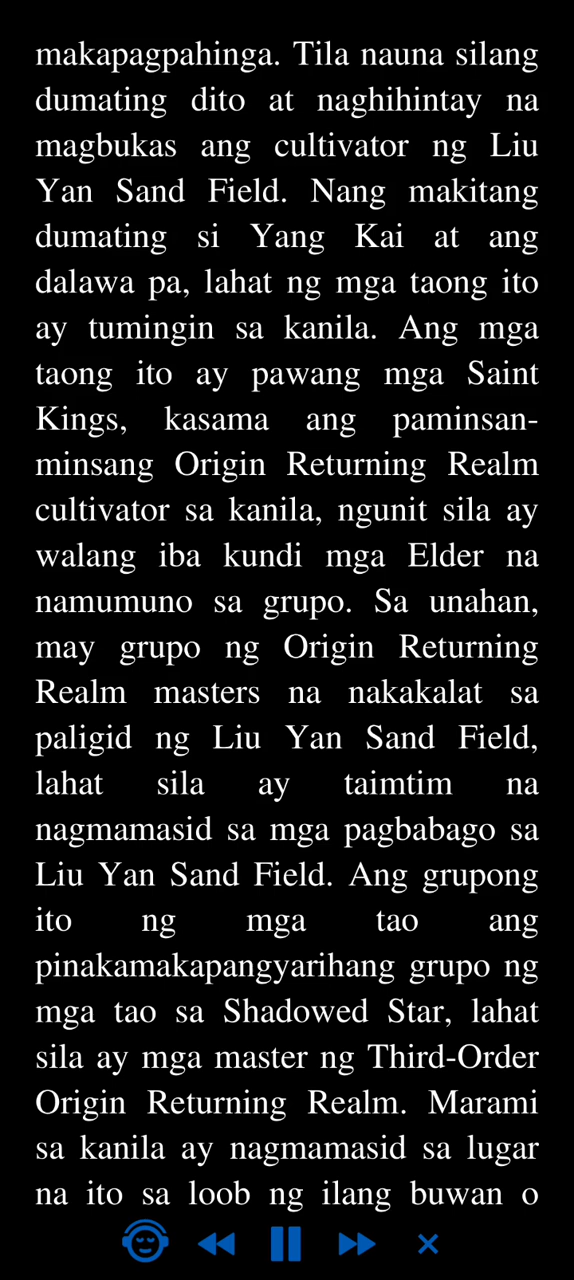 makapagpahinga. Tila nauna silang
dumating dito at naghihintay na
magbukas ang cultivator ng Liu
Yan Sand Field. Nang makitang
dumating si Yang Kai at ang
dalawa pa, lahat ng mga taong ito
ay tumingin sa kanila. Ang mga
taong ito ay pawang mga Saint
Kings, kasama ang paminsan-
minsang Origin Returning Realm
cultivator sa kanila, ngunit sila ay
walang iba kundi mga Elder na
namumuno sa grupo. Sa unahan,
may grupo ng Origin Returning
Realm masters na nakakalat sa
paligid ng Liu Yan Sand Field,
lahat sila ay taimtim na
nagmamasid sa mga pagbabago sa
Liu Yan Sand Field. Ang grupong
ito ng mga tao ang
pinakamakapangyarihang grupo ng
mga tao sa Shadowed Star, lahat
sila ay mga master ng Third-Order
Origin Returning Realm. Marami
sa kanila ay nagmamasid sa lugar
na ito sa loob ng ilang buwan o